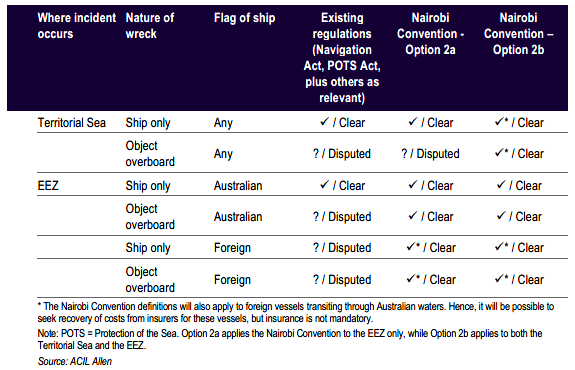 Where incident occurs Nature of wreck Flag of ship Existing regulations (Navigation Act, POTS Act, plus others as relevant) Nairobi Convention - Option 2a Nairobi Convention – Option 2b
Territorial Sea Ship only Any ✓ / Clear ✓ / Clear ✓* / Clear
Object overboard Any ? / Disputed ? / Disputed ✓* / Clear
EEZ Ship only Australian ✓ / Clear ✓ / Clear ✓ / Clear
Object overboard Australian ? / Disputed ✓ / Clear ✓ / Clear
Ship only Foreign ? / Disputed ✓* / Clear ✓* / Clear
Object overboard Foreign ? / Disputed ✓* / Clear ✓* / Clear
* The Nairobi Convention definitions will also apply to foreign vessels transiting through Australian waters. Hence, it will be possible to
seek recovery of costs from insurers for these vessels, but insurance is not mandatory.
Note: POTS = Protection of the Sea. Option 2a applies the Nairobi Convention to the EEZ only, while Option 2b applies to both the
Territorial Sea and the EEZ.
Source: ACIL Allen